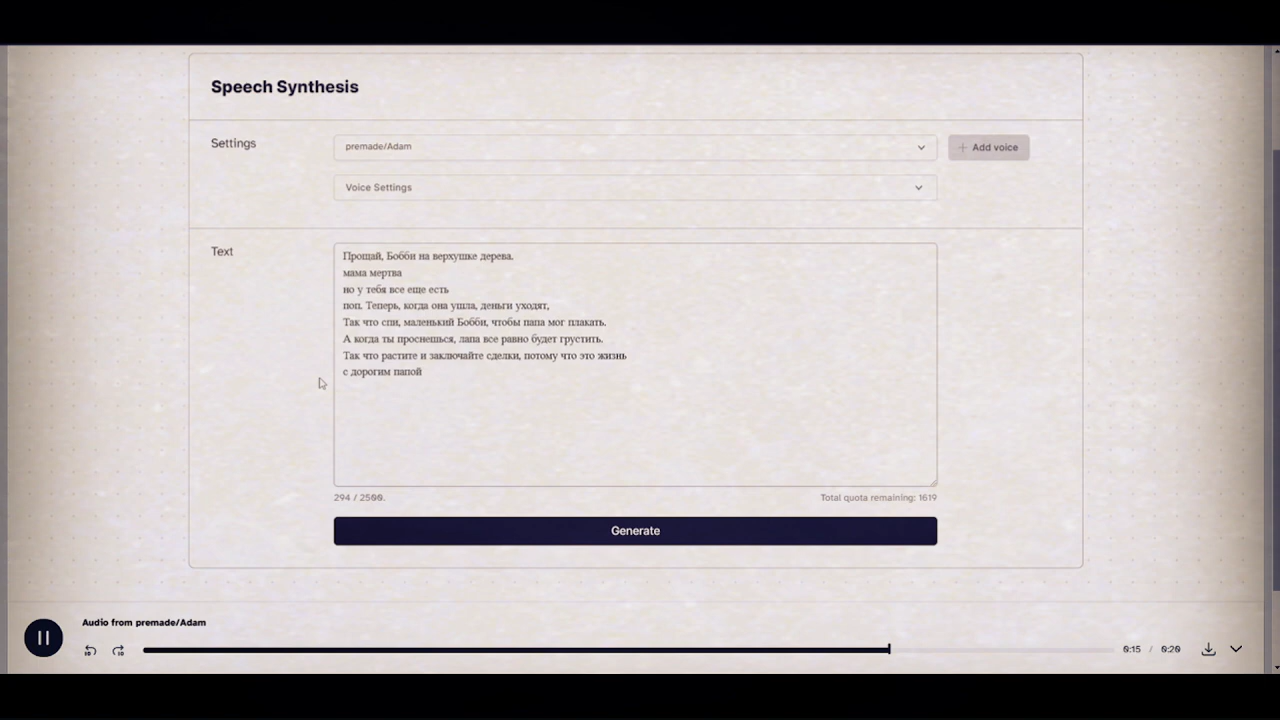 Speech Synthesis
Settings
premade/Adam
+ Add voice
Voice Settings
Text
Прощай, Бобби на верхушке дерева.
мама мертва
но у тебя все еще есть
поп. Теперь, когда она ушла, деньги уходят,
Так что спи, маленький Бобби, чтобы папа мог плакать.
А когда ты проснешься, папа все равно будет грустить.
Так что растите и заключайте сделки, потому что это жизнь
с дорогим папой
294 / 2500.
Total quota remaining: 1619
Generate
Audio from premade/Adam
10
10
0:15 / 0:20